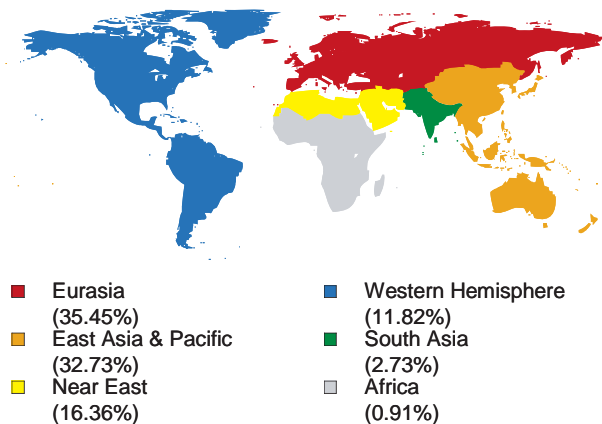 Eurasia
(35.45%)
East Asia & Pacific
(32.73%)
Near East
(16.36%)
Western Hemisphere
(11.82%)
South Asia
(2.73%)
Africa
(0.91%)